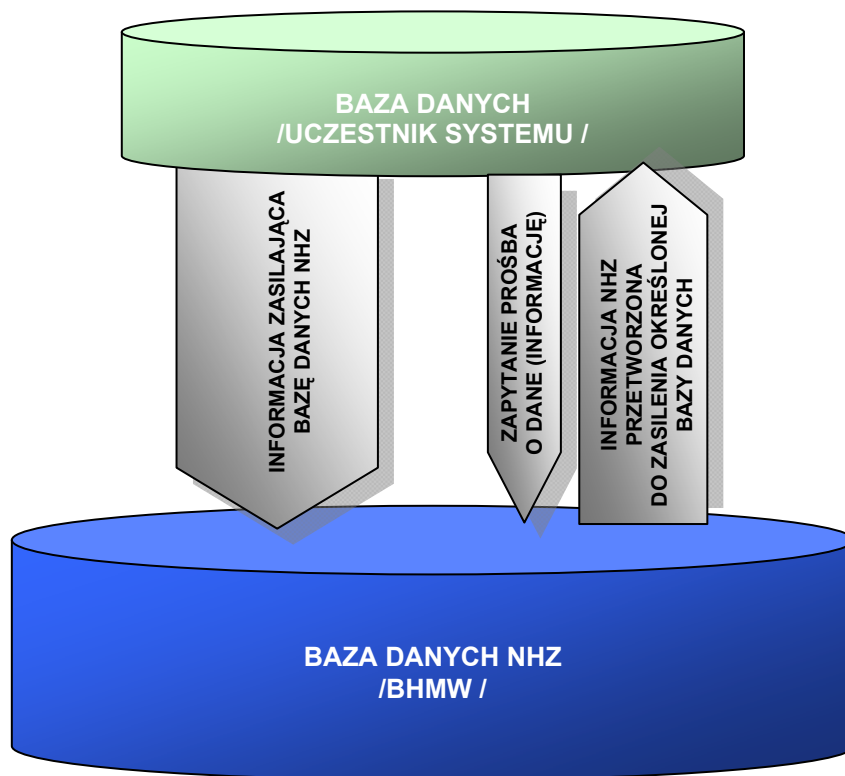 BAZA DANYCH
/UCZESTNIK SYSTEMU /
INFORMACJA ZASILAJĄCA
BAZĘ DANYCH NHZ
ZAPYTANIE PROŚBA
O DANE (INFORMACJĘ)
INFORMACJA NHZ
PRZETWORZONA
DO ZASILENIA OKREŚLONEJ
BAZY DANYCH
BAZA DANYCH NHZ
/BHMW /